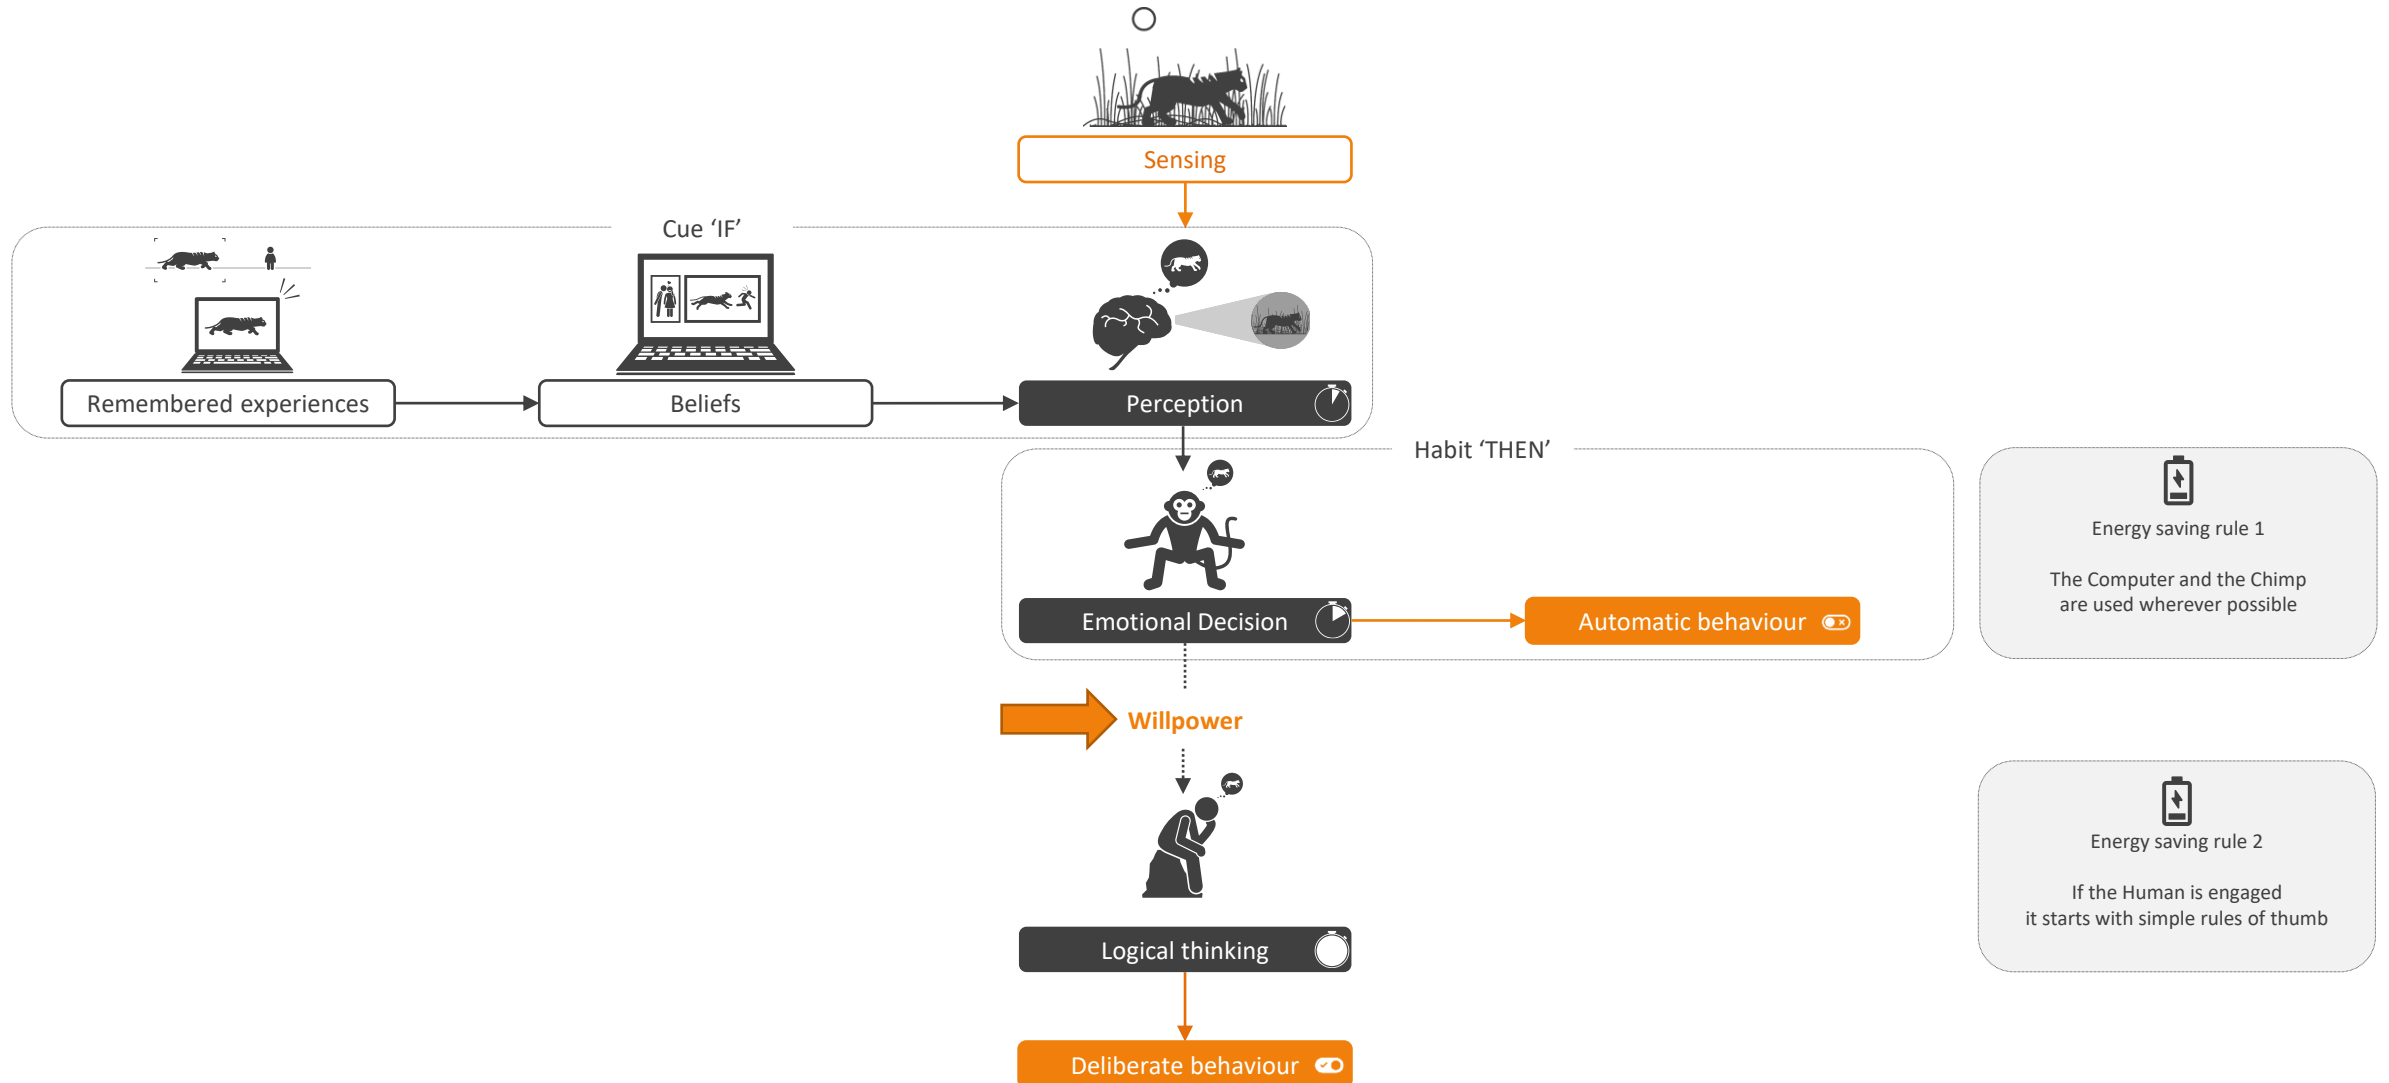 Sensing
Cue ‘IF’
Remembered experiences
Beliefs
Perception
Habit ‘THEN’
Emotional Decision
Automatic behaviour
Energy saving rule 1
The Computer and the Chimp
are used wherever possible
Willpower
Energy saving rule 2
If the Human is engaged
it starts with simple rules of thumb
Logical thinking
Deliberate behaviour